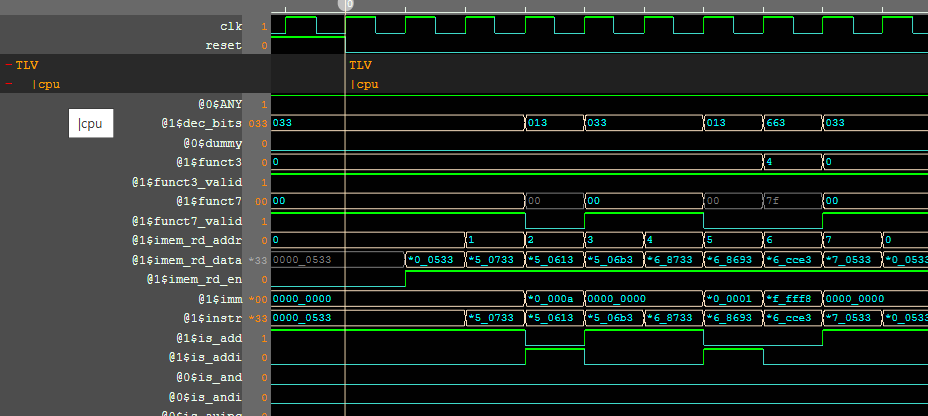 0
clk 1
reset 0
TLV TLV
|cpu |cpu
@0$ANY 1
|cpu
@1$dec_bits 033 033 013 033 013 663 033
@0$dummy 0
@1$funct3 0 0 4 0
@1$funct3_valid 1
@1$funct7 00 00 00 00 00 7f 00
@1$funct7_valid 1
@1$imem_rd_addr 0 0 1 2 3 4 5 6 7 0
@1$imem_rd_data *33 0000_0533 *0_0533 *5_0733 *5_0613 *5_06b3 *6_8733 *6_8693 *6_cce3 *7_0533 *0_0533
@1$imem_rd_en 0
@1$imm *00 0000_0000 *0_000a 0000_0000 *0_0001 *f_fff8 0000_0000
@1$instr *33 0000_0533 *5_0733 *5_0613 *5_06b3 *6_8733 *6_8693 *6_cce3 *7_0533 *0_0533
@1$is_add 1
@1$is_addi 0
@0$is_and 0
@0$is_andi 0